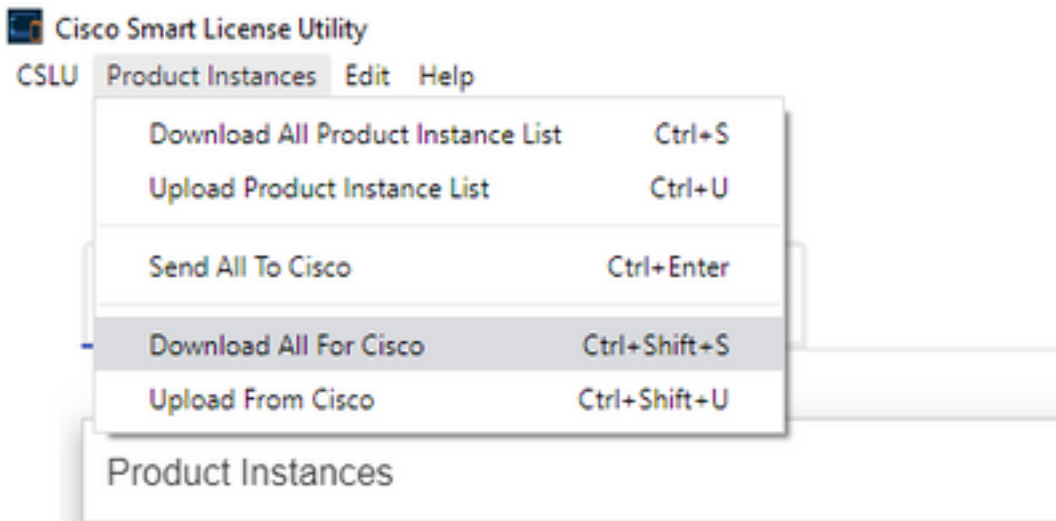 Cisco Smart License Utility
CSLU Product Instances Edit Help
Download All Product Instance List Ctrl+S
Upload Product Instance List Ctrl+U
Send All To Cisco Ctrl+Enter
Download All For Cisco Ctrl+Shift+S
Upload From Cisco Ctrl+Shift+U
Product Instances